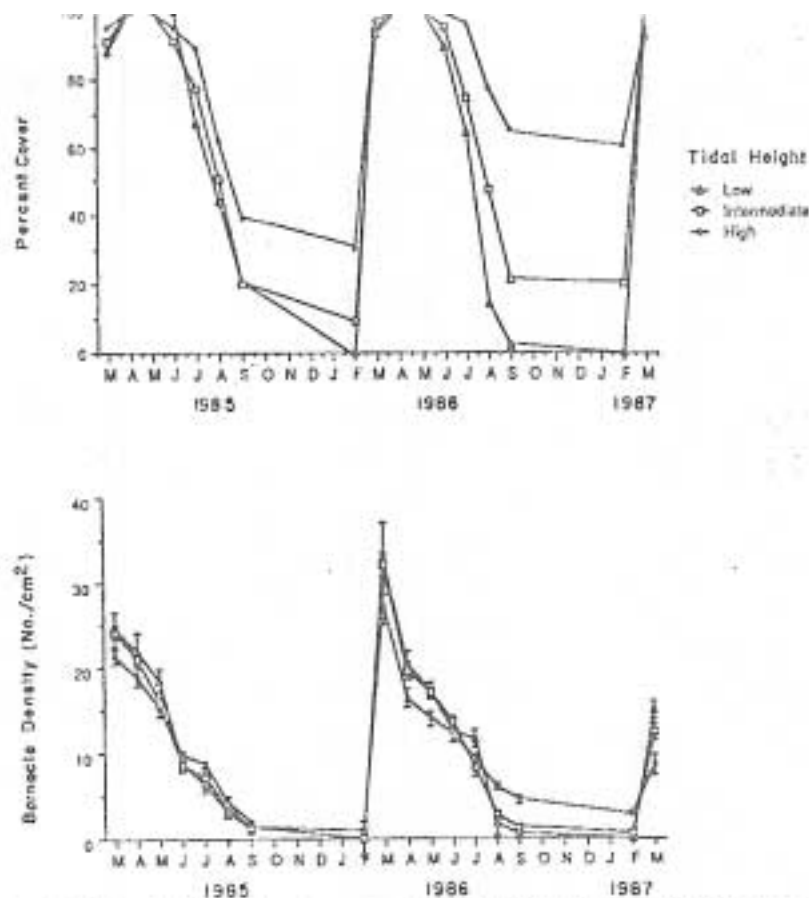 100
80
60
40
20
0
Percent Cover
M A M J J A S O N D J F M A M J J A S O N D J F M
1985 1986 1987
Tidal Height
Low
Intermediate
High
40
30
20
10
0
Barnacle Density (No./cm²)
M A M J J A S O N D J F M A M J J A S O N D J F M
1985 1986 1987